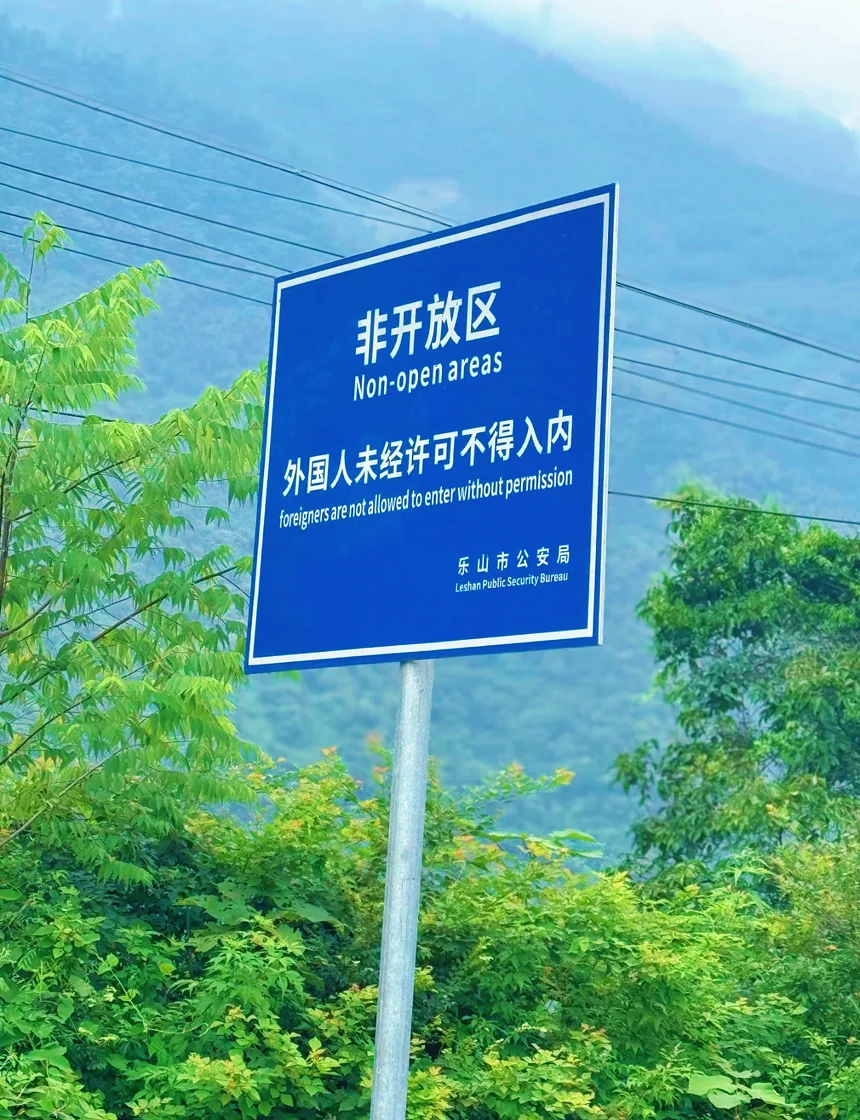 非开放区
Non-open areas
外国人未经许可不得入内
foreigners are not allowed to enter without permission
乐山市公安局
Leshan Public Security Bureau